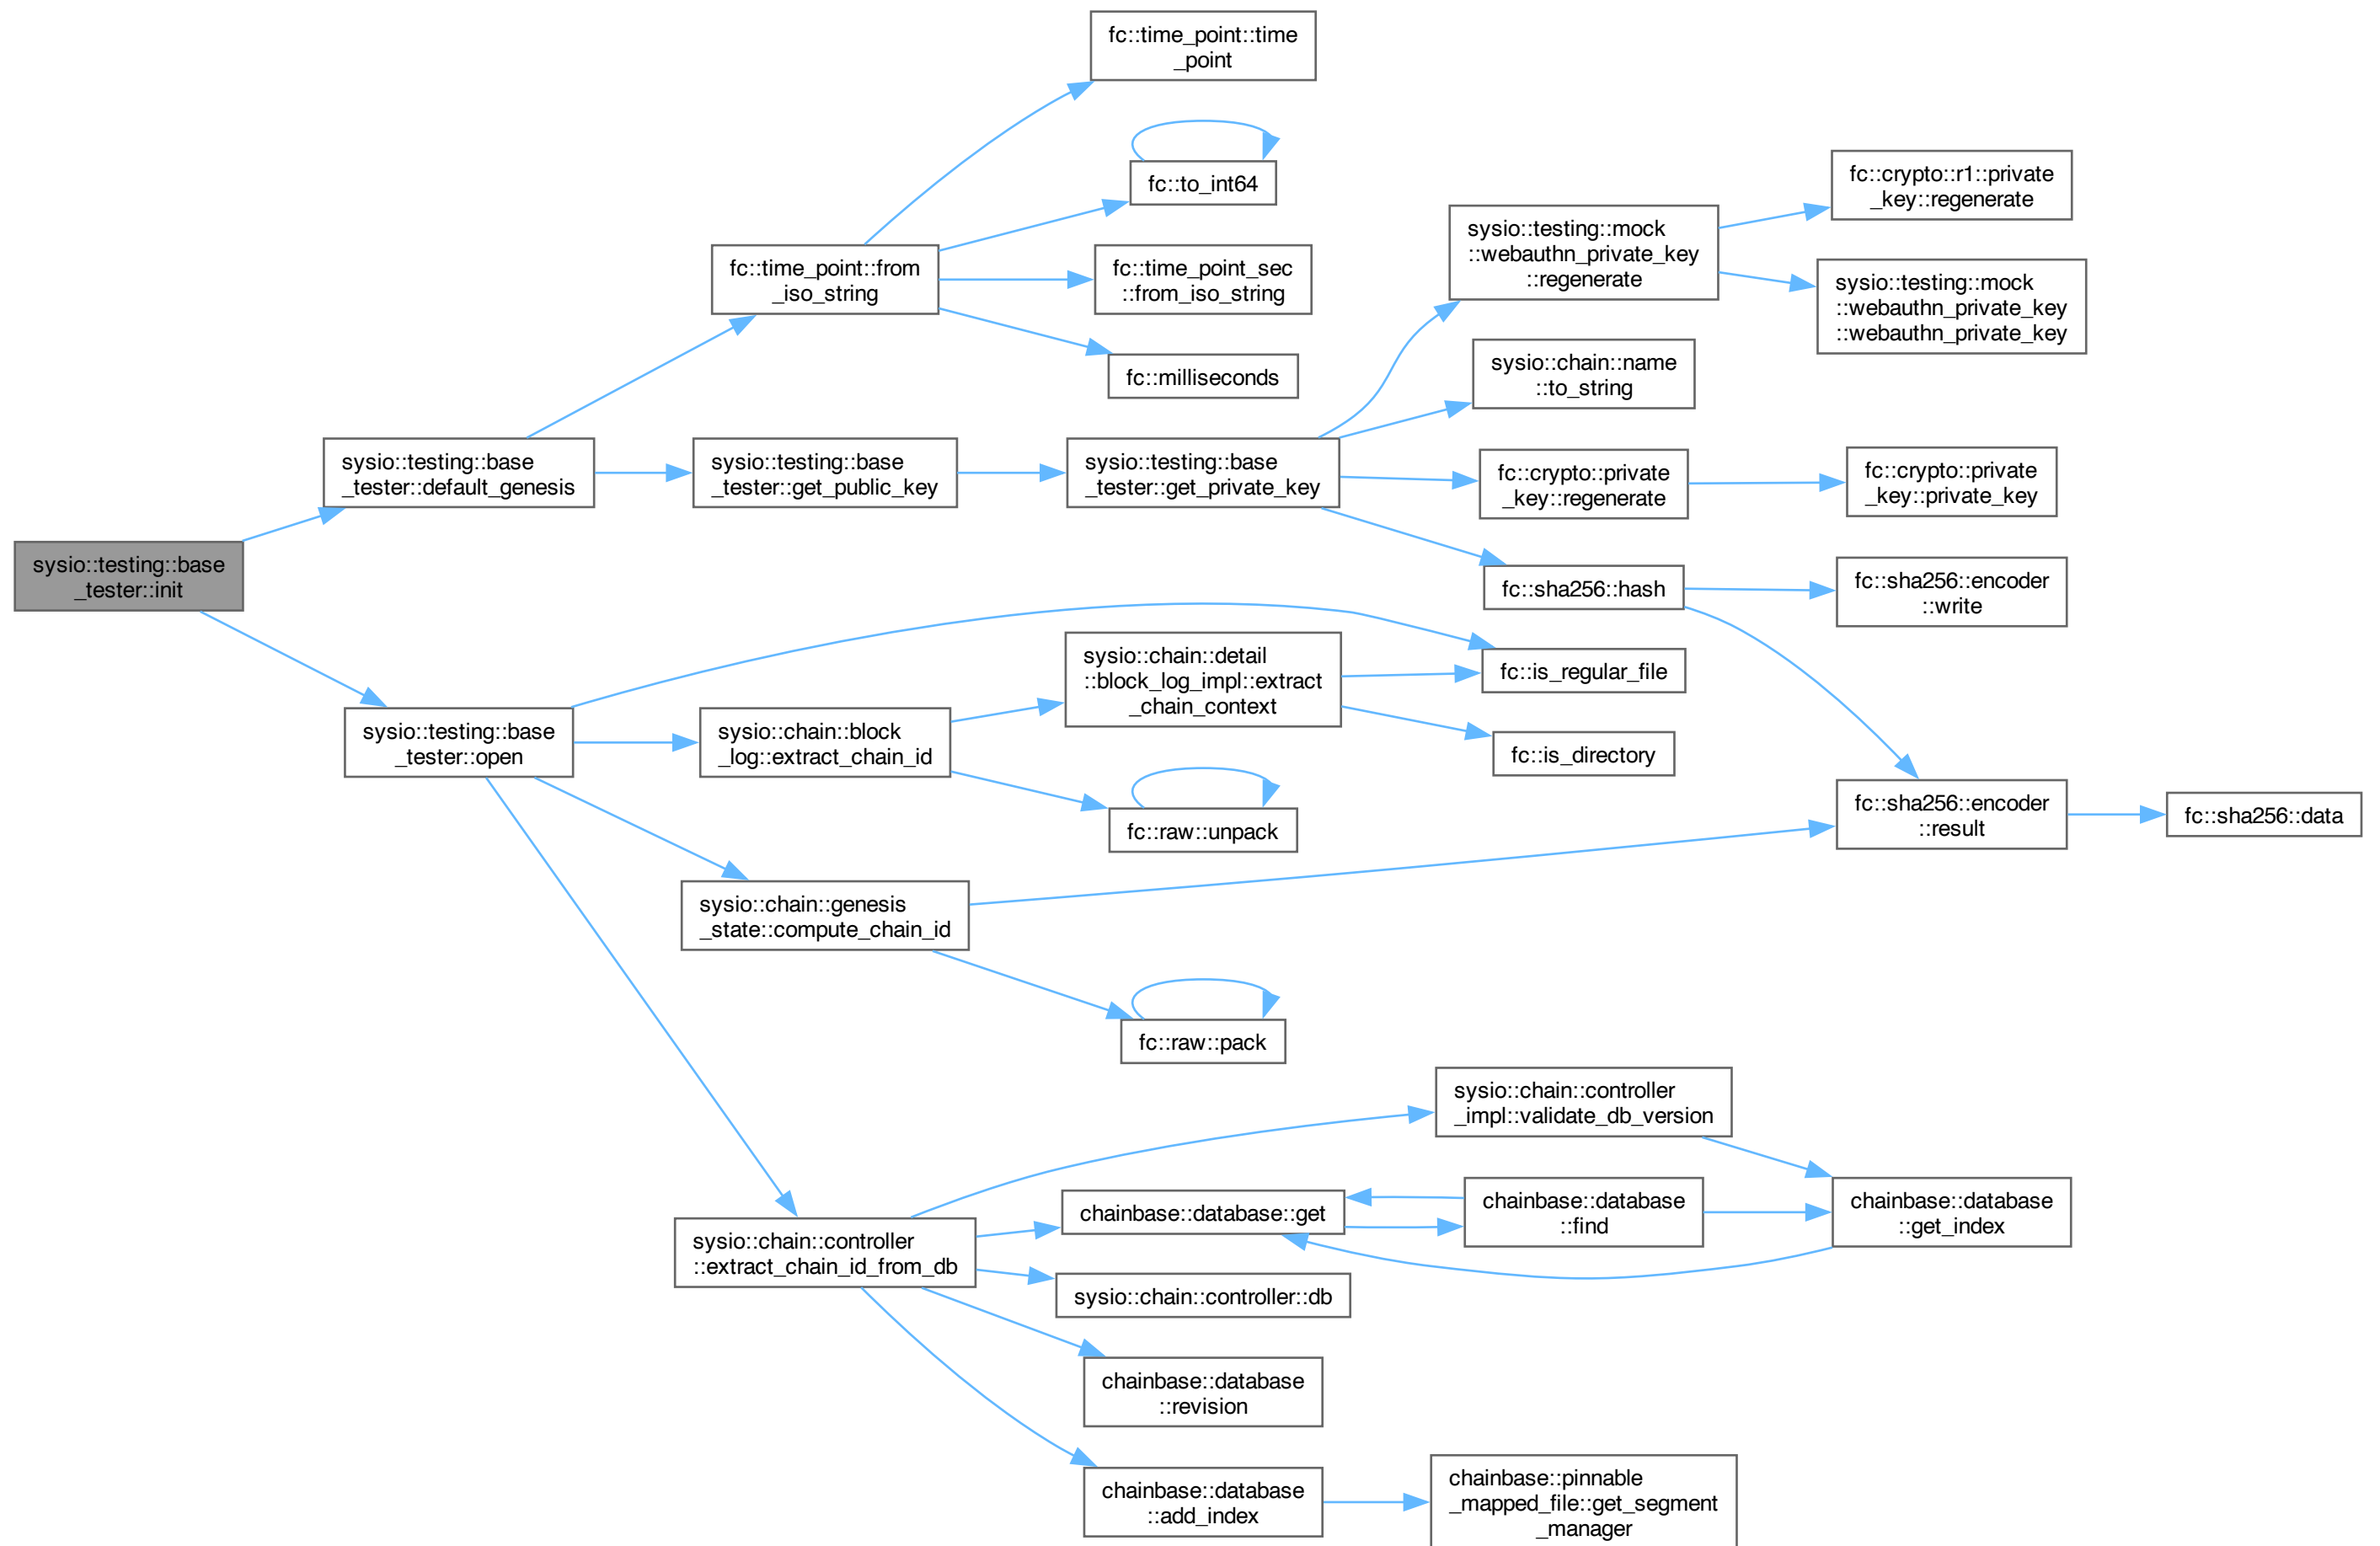 fc::time_point::time
_point
fc::to_int64
fc::crypto::r1::private
_key::regenerate
sysio::testing::mock
::webauthn_private_key
::regenerate
fc::time_point::from
_iso_string
fc::time_point_sec
::from_iso_string
sysio::testing::mock
::webauthn_private_key
::webauthn_private_key
fc::milliseconds
sysio::chain::name
::to_string
sysio::testing::base
_tester::default_genesis
sysio::testing::base
_tester::get_public_key
sysio::testing::base
_tester::get_private_key
fc::crypto::private
_key::regenerate
fc::crypto::private
_key::private_key
sysio::testing::base
_tester::init
fc::sha256::hash
fc::sha256::encoder
::write
sysio::chain::detail
::block_log_impl::extract
_chain_context
fc::is_regular_file
sysio::testing::base
_tester::open
sysio::chain::block
_log::extract_chain_id
fc::is_directory
fc::raw::unpack
fc::sha256::encoder
::result
fc::sha256::data
sysio::chain::genesis
_state::compute_chain_id
fc::raw::pack
sysio::chain::controller
_impl::validate_db_version
chainbase::database::get
chainbase::database
::find
chainbase::database
::get_index
sysio::chain::controller
::extract_chain_id_from_db
sysio::chain::controller::db
chainbase::database
::revision
chainbase::database
::add_index
chainbase::pinnable
_mapped_file::get_segment
_manager